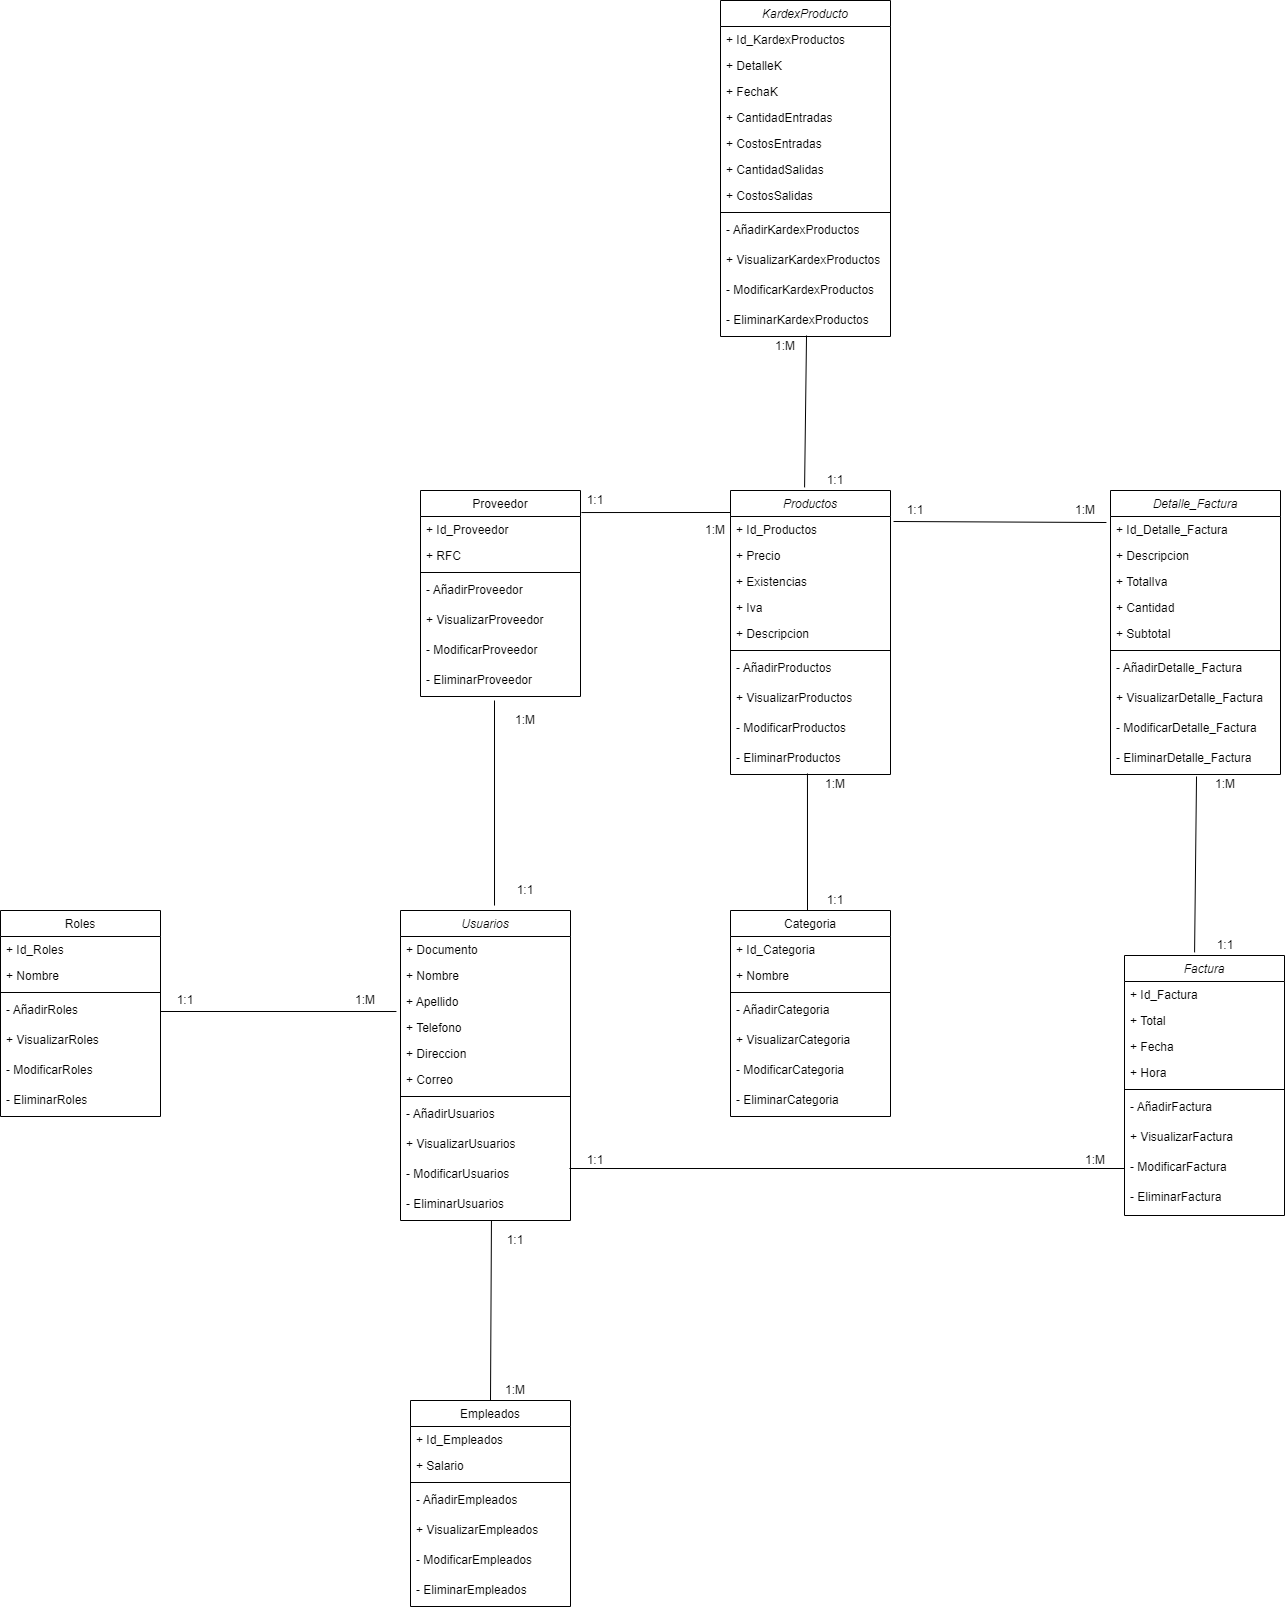 KardexProducto
+ Id_KardexProductos
+ DetalleK
+ FechaK
+ CantidadEntradas
+ CostosEntradas
+ CantidadSalidas
+ CostosSalidas
- AñadirKardexProductos
+ VisualizarKardexProductos
- ModificarKardexProductos
- EliminarKardexProductos
1:M
1:1
Proveedor
+ Id_Proveedor
+ RFC
- AñadirProveedor
+ VisualizarProveedor
- ModificarProveedor
- EliminarProveedor
1:1
1:M
Productos
+ Id_Productos
+ Precio
+ Existencias
+ Iva
+ Descripcion
- AñadirProductos
+ VisualizarProductos
- ModificarProductos
- EliminarProductos
1:1
1:M
Detalle_Factura
+ Id_Detalle_Factura
+ Descripcion
+ TotalIva
+ Cantidad
+ Subtotal
- AñadirDetalle_Factura
+ VisualizarDetalle_Factura
- ModificarDetalle_Factura
- EliminarDetalle_Factura
1:M
1:1
1:M
1:1
1:M
1:1
Roles
+ Id_Roles
+ Nombre
- AñadirRoles
+ VisualizarRoles
- ModificarRoles
- EliminarRoles
1:1
1:M
Usuarios
+ Documento
+ Nombre
+ Apellido
+ Telefono
+ Direccion
+ Correo
- AñadirUsuarios
+ VisualizarUsuarios
- ModificarUsuarios
- EliminarUsuarios
Categoria
+ Id_Categoria
+ Nombre
- AñadirCategoria
+ VisualizarCategoria
- ModificarCategoria
- EliminarCategoria
Factura
+ Id_Factura
+ Total
+ Fecha
+ Hora
- AñadirFactura
+ VisualizarFactura
- ModificarFactura
- EliminarFactura
1:1
1:M
1:1
1:M
Empleados
+ Id_Empleados
+ Salario
- AñadirEmpleados
+ VisualizarEmpleados
- ModificarEmpleados
- EliminarEmpleados